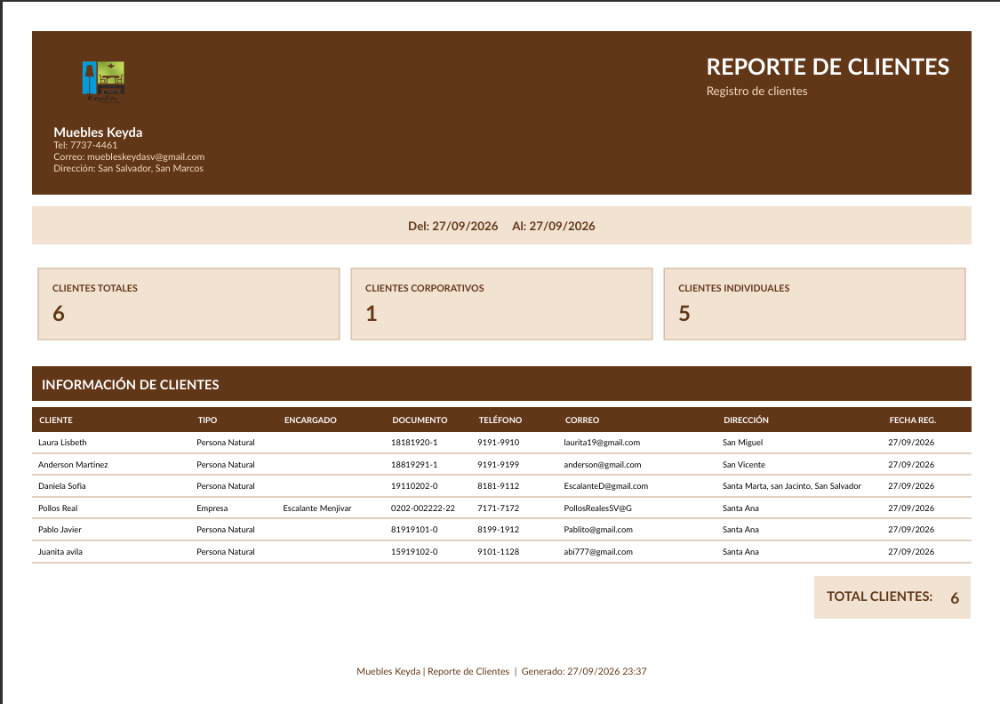 Keyda
REPORTE DE CLIENTES
Registro de clientes
Muebles Keyda
Tel: 7737-4461
Correo: muebleskeydasv@gmail.com
Dirección: San Salvador, San Marcos
Del: 27/09/2026 Al: 27/09/2026
CLIENTES TOTALES
6
CLIENTES CORPORATIVOS
1
CLIENTES INDIVIDUALES
5
INFORMACIÓN DE CLIENTES
CLIENTE TIPO ENCARGADO DOCUMENTO TELÉFONO CORREO DIRECCIÓN FECHA REG.
Laura Lisbeth Persona Natural 18181920-1 9191-9910 laurita19@gmail.com San Miguel 27/09/2026
Anderson Martinez Persona Natural 18819291-1 9191-9199 anderson@gmail.com San Vicente 27/09/2026
Daniela Sofia Persona Natural 19110202-0 8181-9112 EscalanteD@gmail.com Santa Marta, san Jacinto, San Salvador 27/09/2026
Pollos Real Empresa Escalante Menjivar 0202-002222-22 7171-7172 PollosRealesSV@G Santa Ana 27/09/2026
Pablo Javier Persona Natural 81919101-0 8199-1912 Pablito@gmail.com Santa Ana 27/09/2026
Juanita avila Persona Natural 15919102-0 9101-1128 abi777@gmail.com Santa Ana 27/09/2026
TOTAL CLIENTES: 6
Muebles Keyda | Reporte de Clientes | Generado: 27/09/2026 23:37